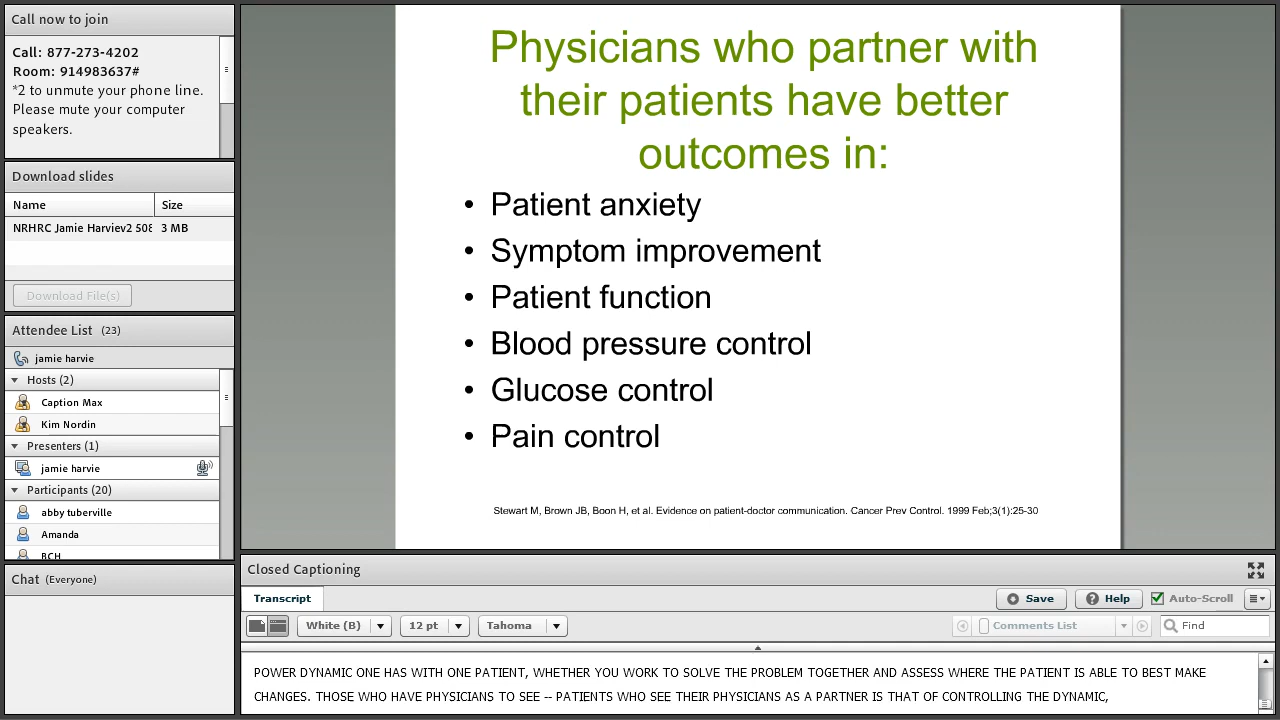 Call now to join
Call: 877-273-4202
Room: 914983637#
*2 to unmute your phone line.
Please mute your computer
speakers.
Download slides
Name Size
NRHRC Jamie Harviev2 508 3 MB
Download File(s)
Attendee List (23)
jamie harvie
Hosts (2)
Caption Max
Kim Nordin
Presenters (1)
jamie harvie
Participants (20)
abby tuberville
Amanda
BCH
Chat (Everyone)
Physicians who partner with
their patients have better
outcomes in:
• Patient anxiety
• Symptom improvement
• Patient function
• Blood pressure control
• Glucose control
• Pain control
Stewart M, Brown JB, Boon H, et al. Evidence on patient-doctor communication. Cancer Prev Control. 1999 Feb;3(1):25-30
Closed Captioning
Transcript Save Help Auto-Scroll
White (B) 12 pt Tahoma Comments List Find
POWER DYNAMIC ONE HAS WITH ONE PATIENT, WHETHER YOU WORK TO SOLVE THE PROBLEM TOGETHER AND ASSESS WHERE THE PATIENT IS ABLE TO BEST MAKE
CHANGES. THOSE WHO HAVE PHYSICIANS TO SEE -- PATIENTS WHO SEE THEIR PHYSICIANS AS A PARTNER IS THAT OF CONTROLLING THE DYNAMIC,